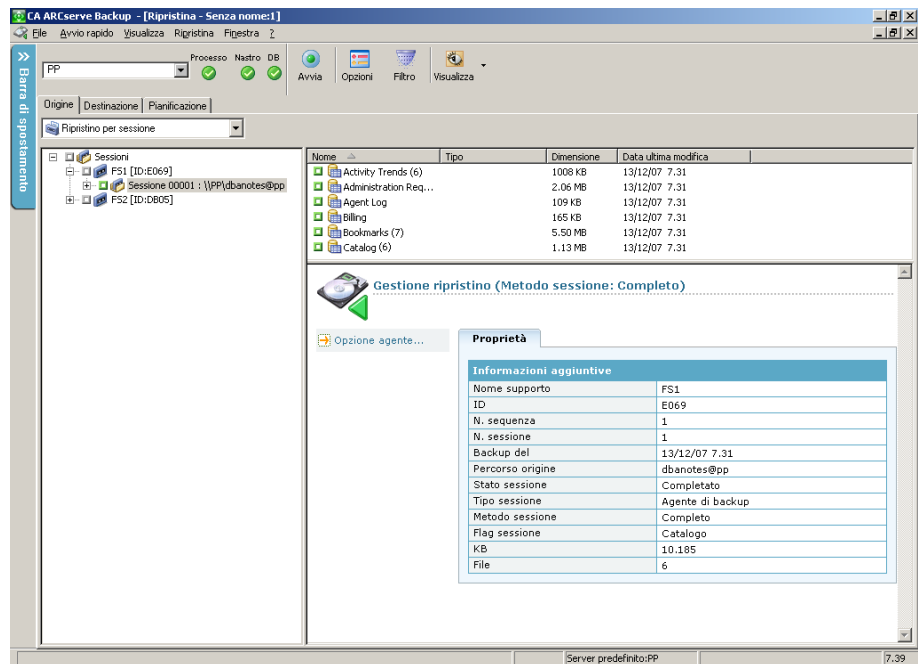 CA ARCserve Backup - [Ripristina - Senza nome:1]
File Avvio rapido Visualizza Ripristina Finestra ?
Barra di spostamento
PP
Processo Nastro DB
Avvia Opzioni Filtro Visualizza
Origine Destinazione Pianificazione
Ripristino per sessione
Sessioni
FS1 [ID:E069]
Sessione 00001 : \\PP\dbanotes@pp
FS2 [ID:DB05]
Nome Tipo Dimensione Data ultima modifica
Activity Trends (6) 1008 KB 13/12/07 7.31
Administration Req... 2.06 MB 13/12/07 7.31
Agent Log 109 KB 13/12/07 7.31
Billing 165 KB 13/12/07 7.31
Bookmarks (7) 5.50 MB 13/12/07 7.31
Catalog (6) 1.13 MB 13/12/07 7.31
Gestione ripristino (Metodo sessione: Completo)
Opzione agente...
Proprietà
Informazioni aggiuntive
Nome supporto FS1
ID E069
N. sequenza 1
N. sessione 1
Backup del 13/12/07 7.31
Percorso origine dbanotes@pp
Stato sessione Completato
Tipo sessione Agente di backup
Metodo sessione Completo
Flag sessione Catalogo
KB 10.185
File 6
Server predefinito:PP 7.39